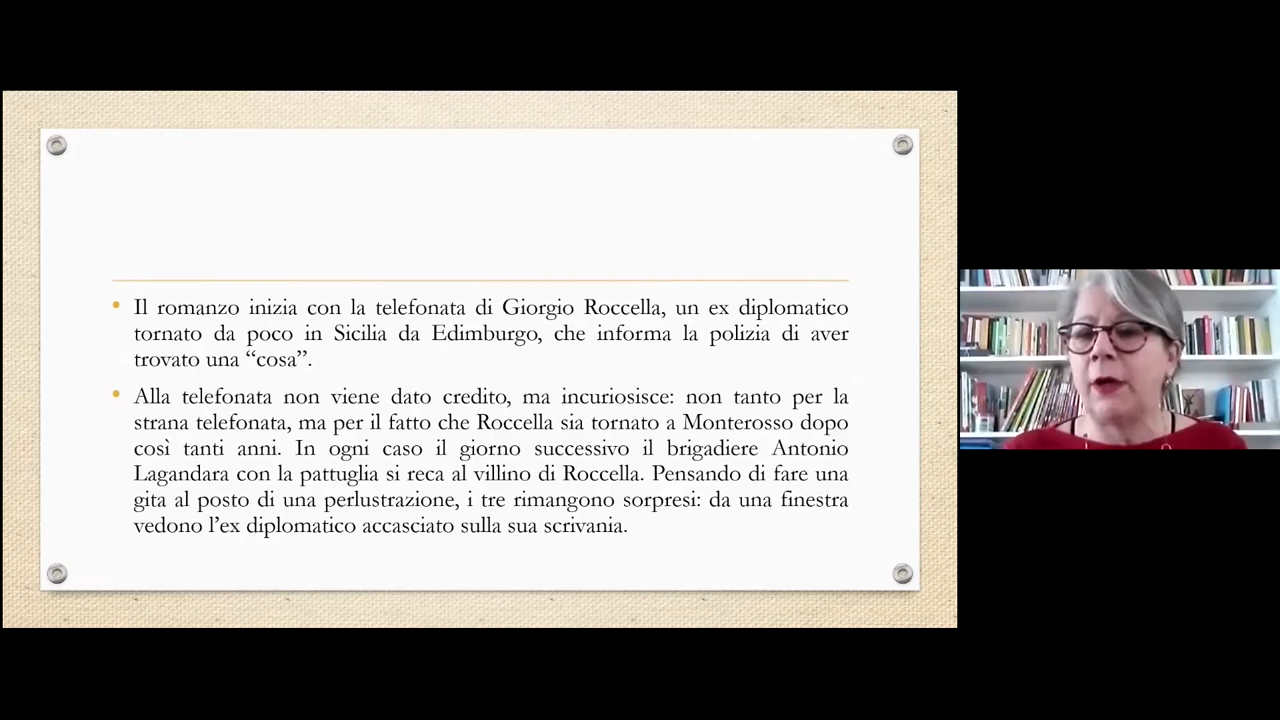 • Il romanzo inizia con la telefonata di Giorgio Roccella, un ex diplomatico
tornato da poco in Sicilia da Edimburgo, che informa la polizia di aver
trovato una “cosa”.
• Alla telefonata non viene dato credito, ma incuriosisce: non tanto per la
strana telefonata, ma per il fatto che Roccella sia tornato a Monterosso dopo
così tanti anni. In ogni caso il giorno successivo il brigadiere Antonio
Lagandara con la pattuglia si reca al villino di Roccella. Pensando di fare una
gita al posto di una perlustrazione, i tre rimangono sorpresi: da una finestra
vedono l’ex diplomatico accasciato sulla sua scrivania.